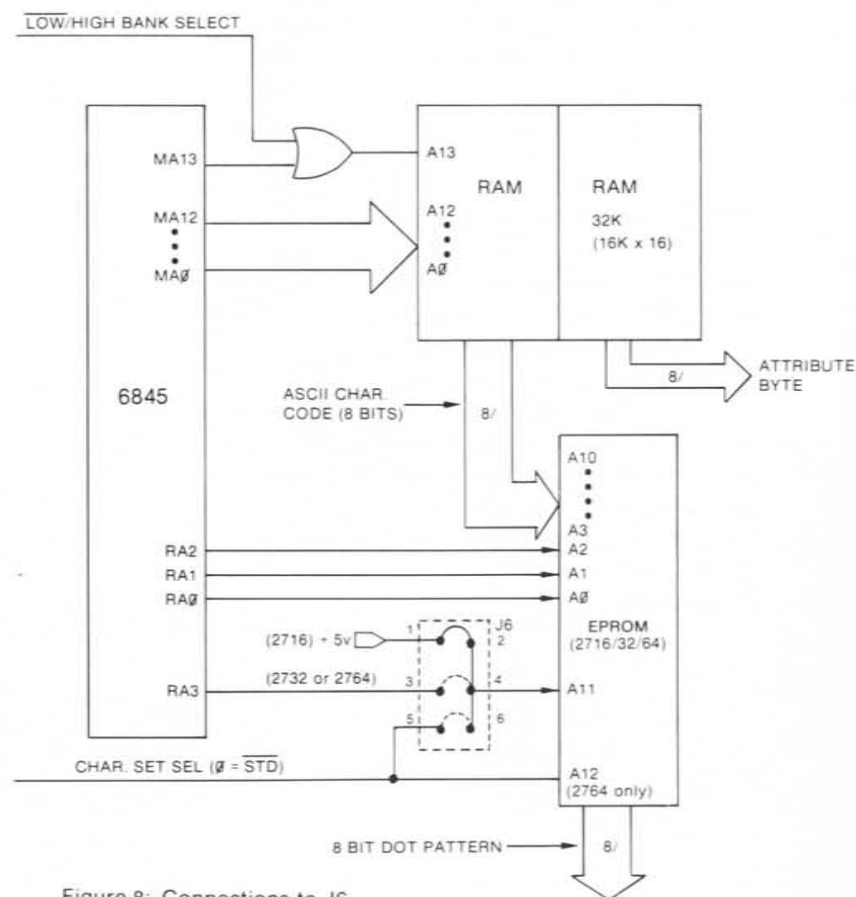 L̅O̅W̅/HIGH BANK SELECT
MA13
A13
RAM
RAM
MA12
A12
32K
(16K x 16)
MAØ
AØ
ATTRIBUTE
BYTE
8/
6845
ASCII CHAR.
CODE (8 BITS)
8/
A10
A3
RA2
A2
RA1
A1
RAØ
AØ
EPROM
(2716/32/64)
(2716) + 5v
1
J6
2
RA3
(2732 or 2764)
3
4
A11
5
6
CHAR. SET SEL (Ø = S̅T̅D̅)
A12
(2764 only)
8 BIT DOT PATTERN
8/
Figure 8: Connections to J6